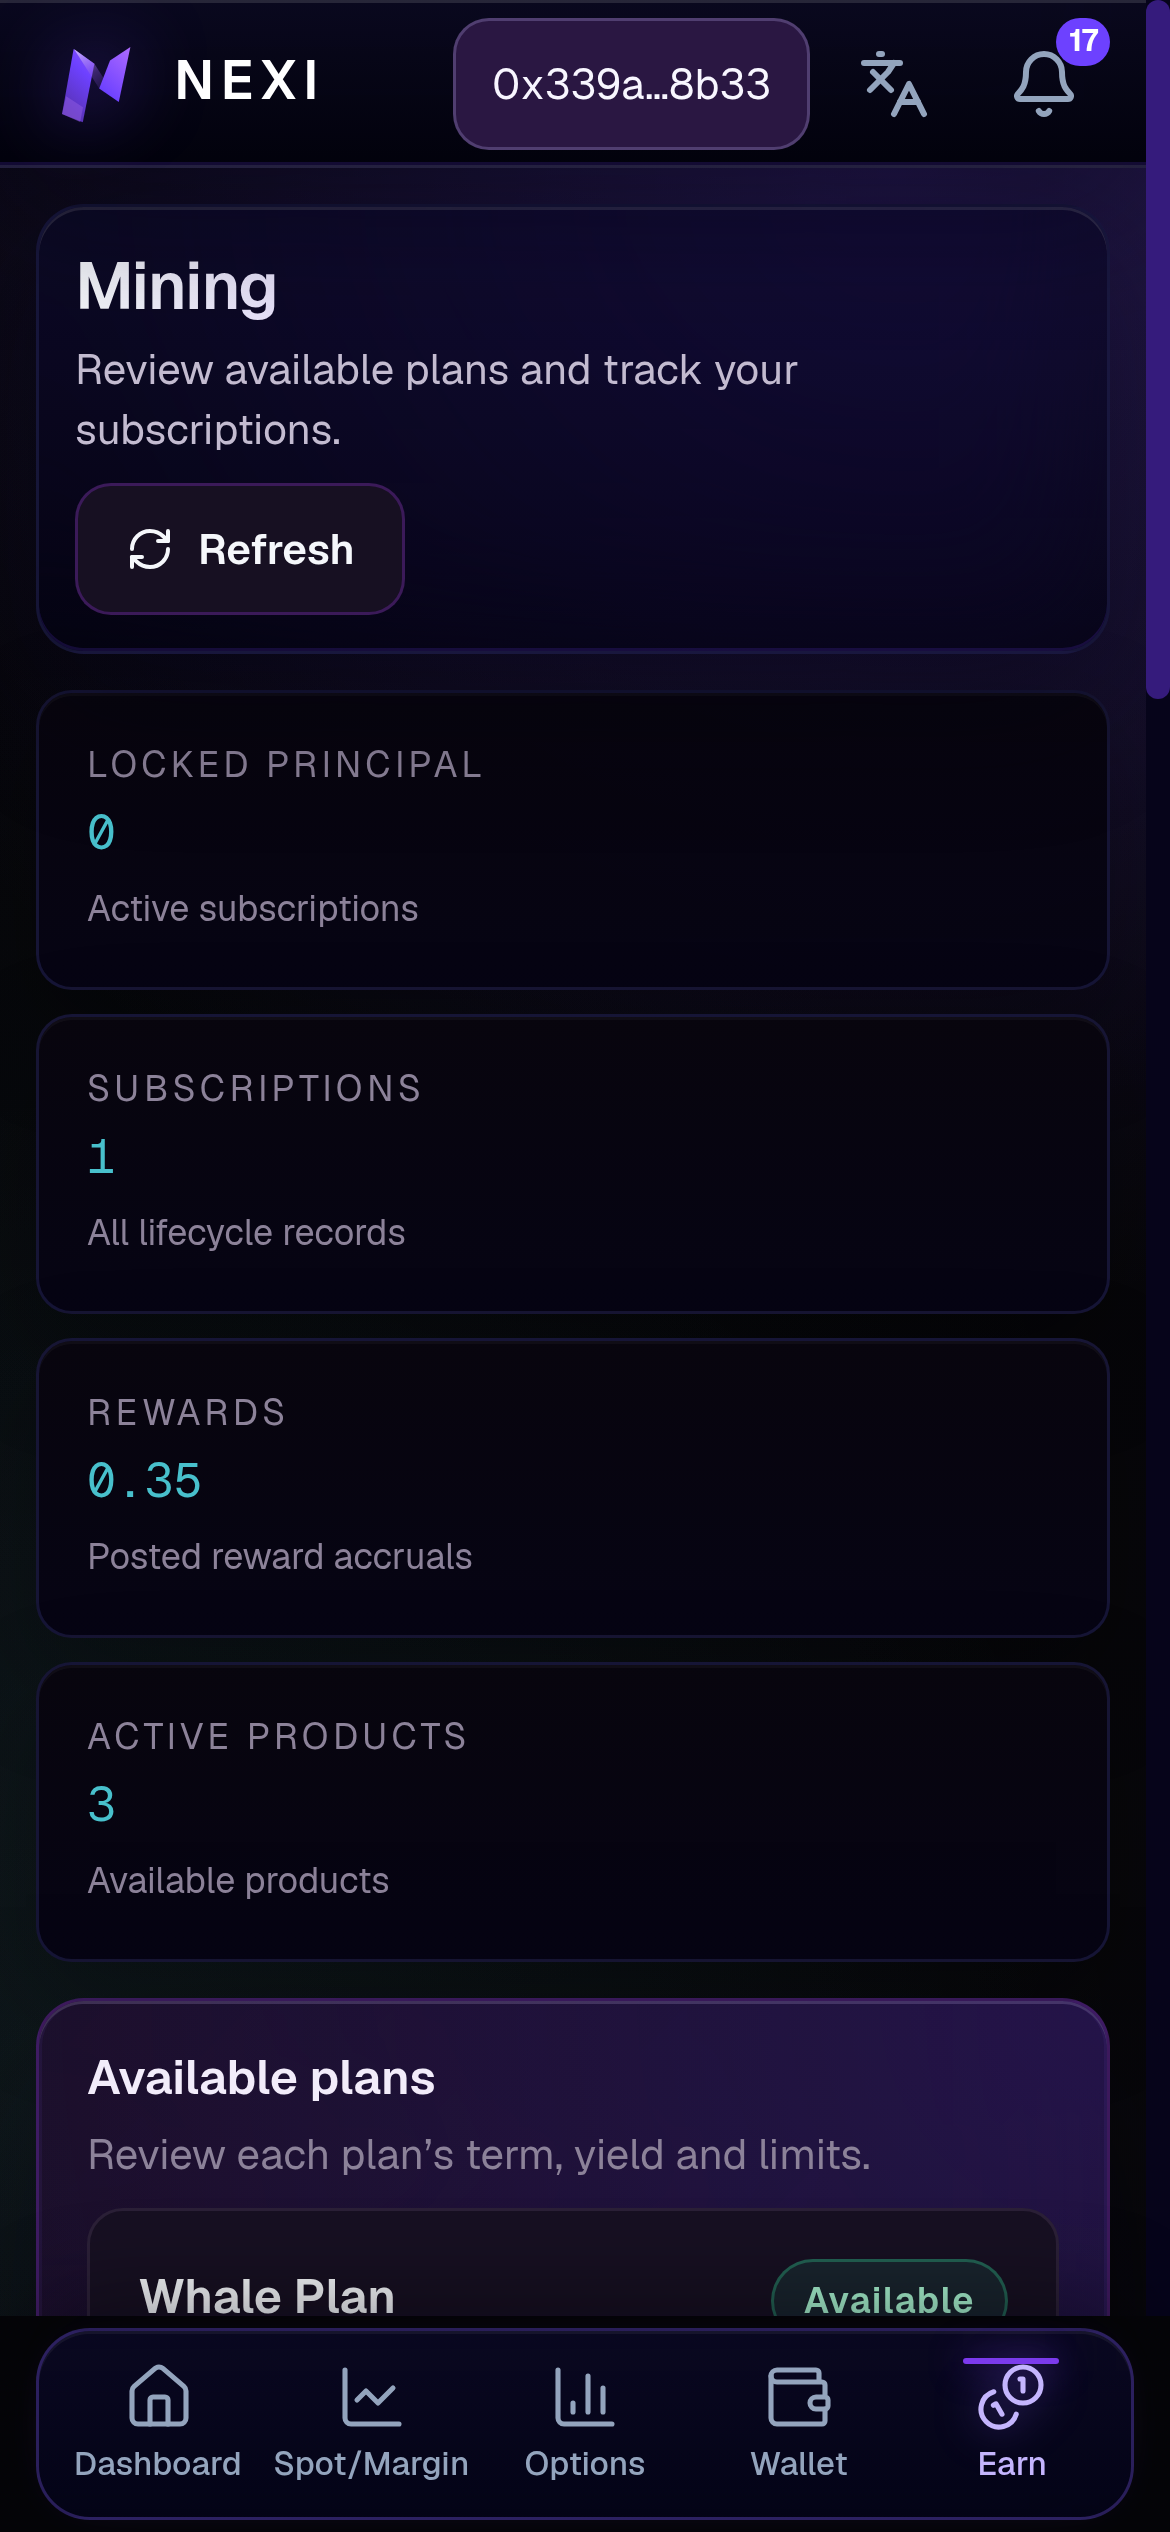 NEXI
0x339a...8b33
17
Mining
Review available plans and track your
subscriptions.
Refresh
LOCKED PRINCIPAL
0
Active subscriptions
SUBSCRIPTIONS
1
All lifecycle records
REWARDS
0.35
Posted reward accruals
ACTIVE PRODUCTS
3
Available products
Available plans
Review each plan’s term, yield and limits.
Whale Plan
Available
Dashboard
Spot/Margin
Options
Wallet
Earn